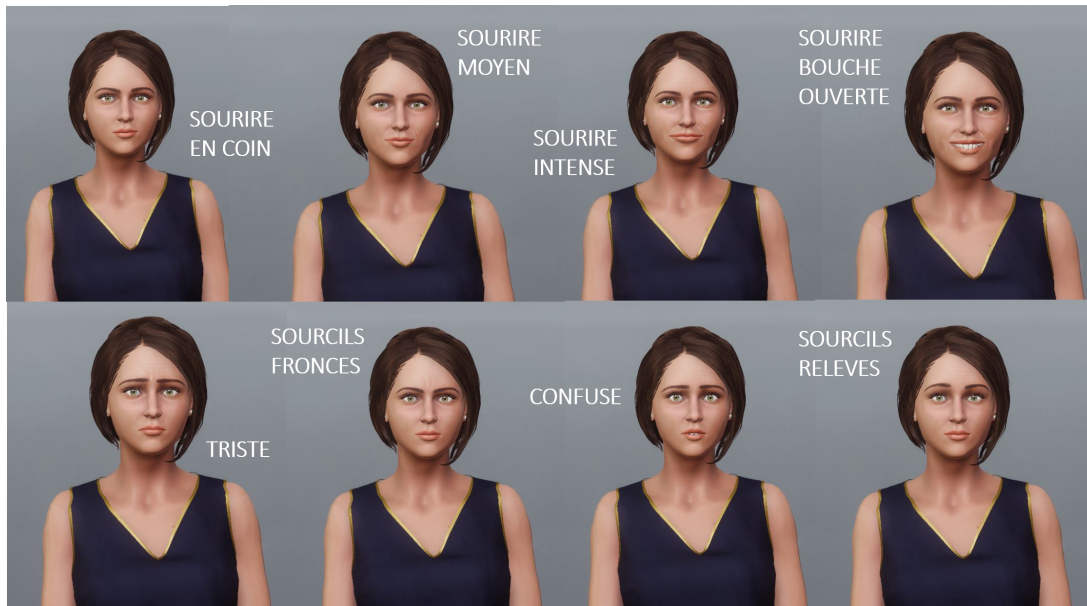 SOURIRE
EN COIN
SOURIRE
MOYEN
SOURIRE
INTENSE
SOURIRE
BOUCHE
OUVERTE
TRISTE
SOURCILS
FRONCES
CONFUSE
SOURCILS
RELEVES